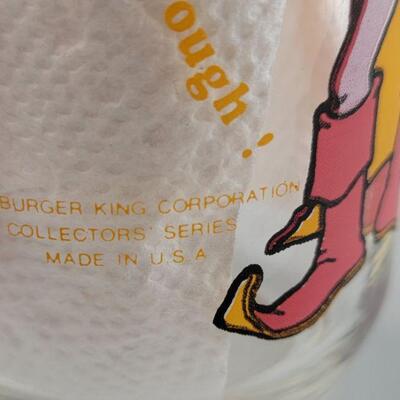 ough!
BURGER KING CORPORATION
COLLECTORS' SERIES
MADE IN U.S.A